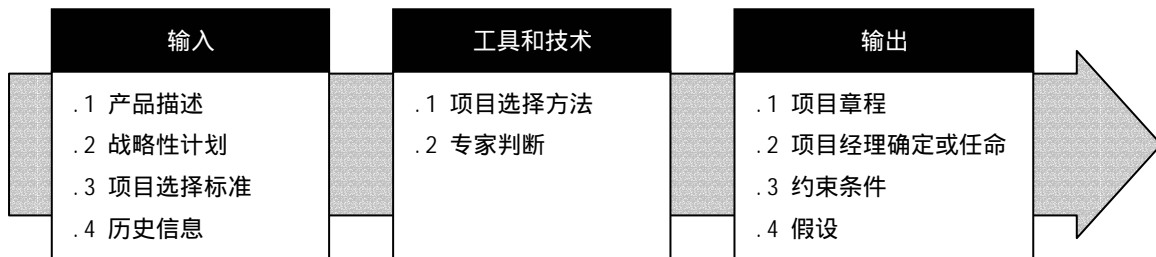 输入
.1 产品描述
.2 战略性计划
.3 项目选择标准
.4 历史信息
工具和技术
.1 项目选择方法
.2 专家判断
输出
.1 项目章程
.2 项目经理确定或任命
.3 约束条件
.4 假设